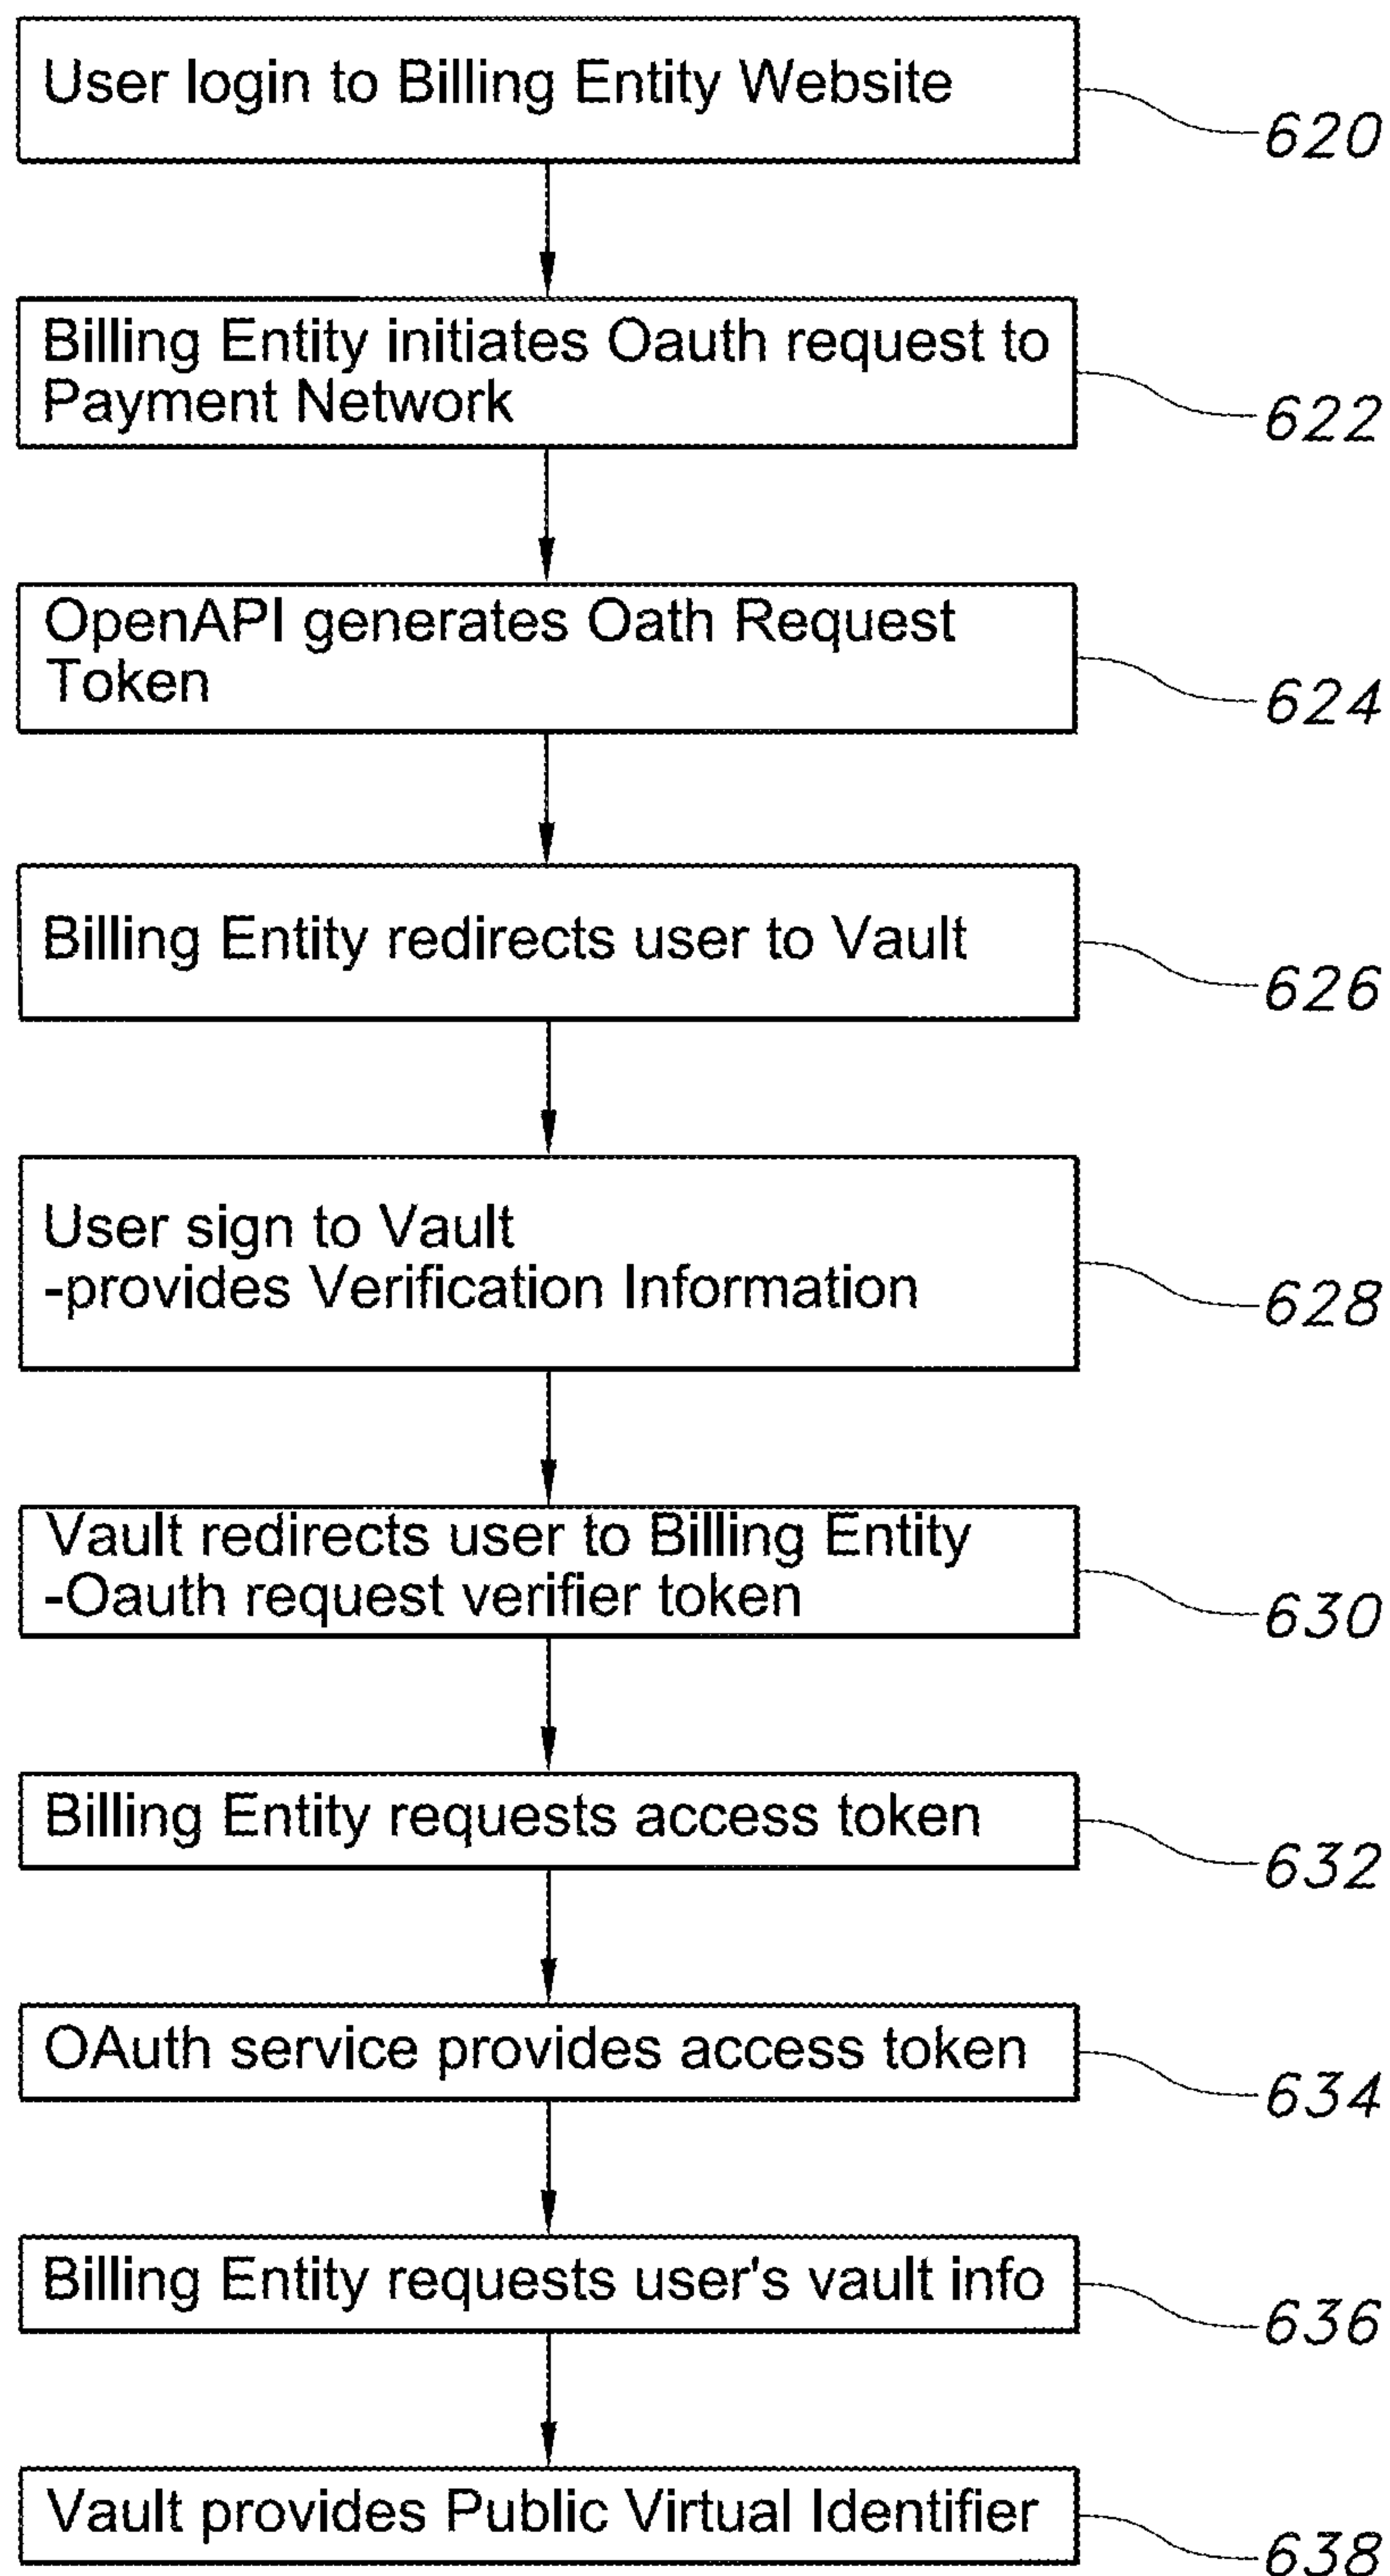 User login to Billing Entity Website
620
Billing Entity initiates Oauth request to
Payment Network
622
OpenAPI generates Oath Request
Token
624
Billing Entity redirects user to Vault
626
User sign to Vault
-provides Verification Information
628
Vault redirects user to Billing Entity
-Oauth request verifier token
630
Billing Entity requests access token
632
OAuth service provides access token
634
Billing Entity requests user's vault info
636
Vault provides Public Virtual Identifier
638